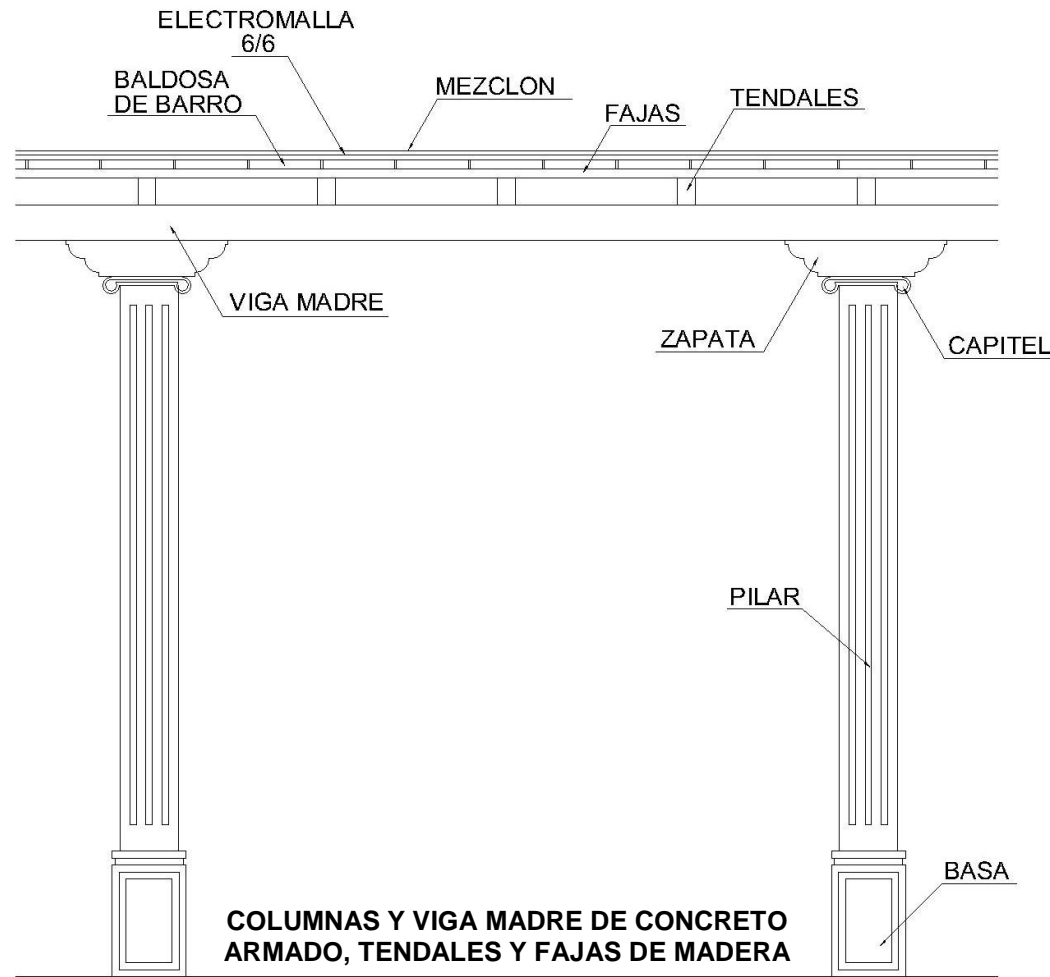 ELECTROMALLA
6/6
BALDOSA
DE BARRO
MEZCLON
FAJAS
TENDALES
VIGA MADRE
ZAPATA
CAPITEL
PILAR
BASA
COLUMNAS Y VIGA MADRE DE CONCRETO
ARMADO, TENDALES Y FAJAS DE MADERA